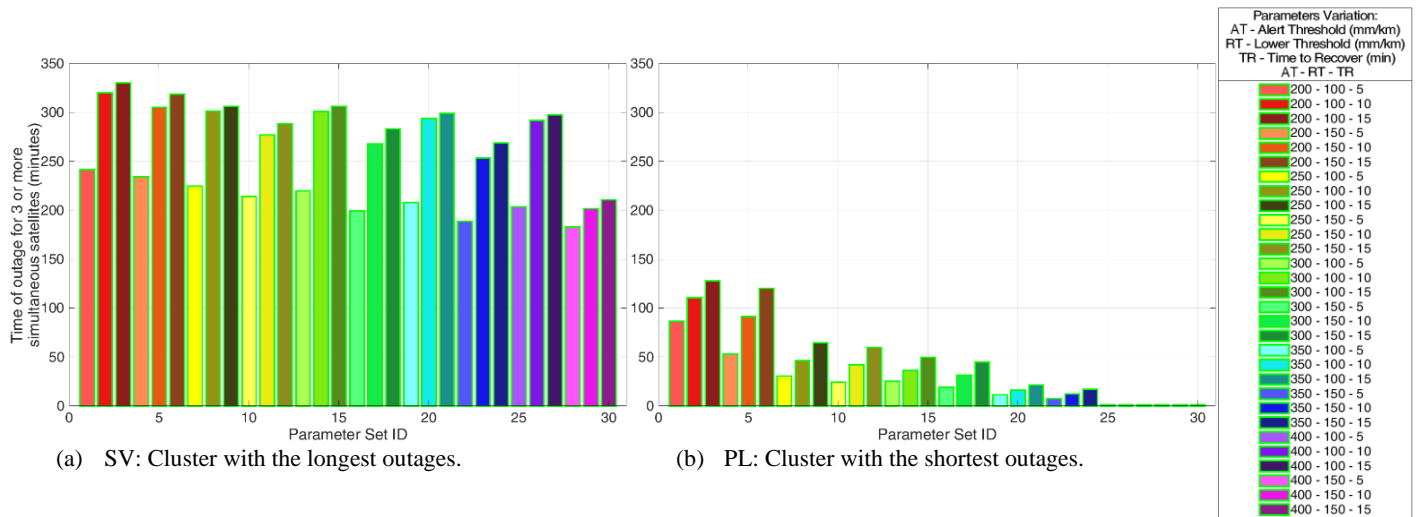 Time of outage for 3 or more
simultaneous satellites (minutes)
350
300
250
200
150
100
50
0
0 5 10 15 20 25 30
Parameter Set ID
(a) SV: Cluster with the longest outages.
350
300
250
200
150
100
50
0
0 5 10 15 20 25 30
Parameter Set ID
(b) PL: Cluster with the shortest outages.
Parameters Variation:
AT - Alert Threshold (mm/km)
RT - Lower Threshold (mm/km)
TR - Time to Recover (min)
AT - RT - TR
200 - 100 - 5
200 - 100 - 10
200 - 100 - 15
200 - 150 - 5
200 - 150 - 10
200 - 150 - 15
250 - 100 - 5
250 - 100 - 10
250 - 100 - 15
250 - 150 - 5
250 - 150 - 10
250 - 150 - 15
300 - 100 - 5
300 - 100 - 10
300 - 100 - 15
300 - 150 - 5
300 - 150 - 10
300 - 150 - 15
350 - 100 - 5
350 - 100 - 10
350 - 100 - 15
350 - 150 - 5
350 - 150 - 10
350 - 150 - 15
400 - 100 - 5
400 - 100 - 10
400 - 100 - 15
400 - 150 - 5
400 - 150 - 10
400 - 150 - 15